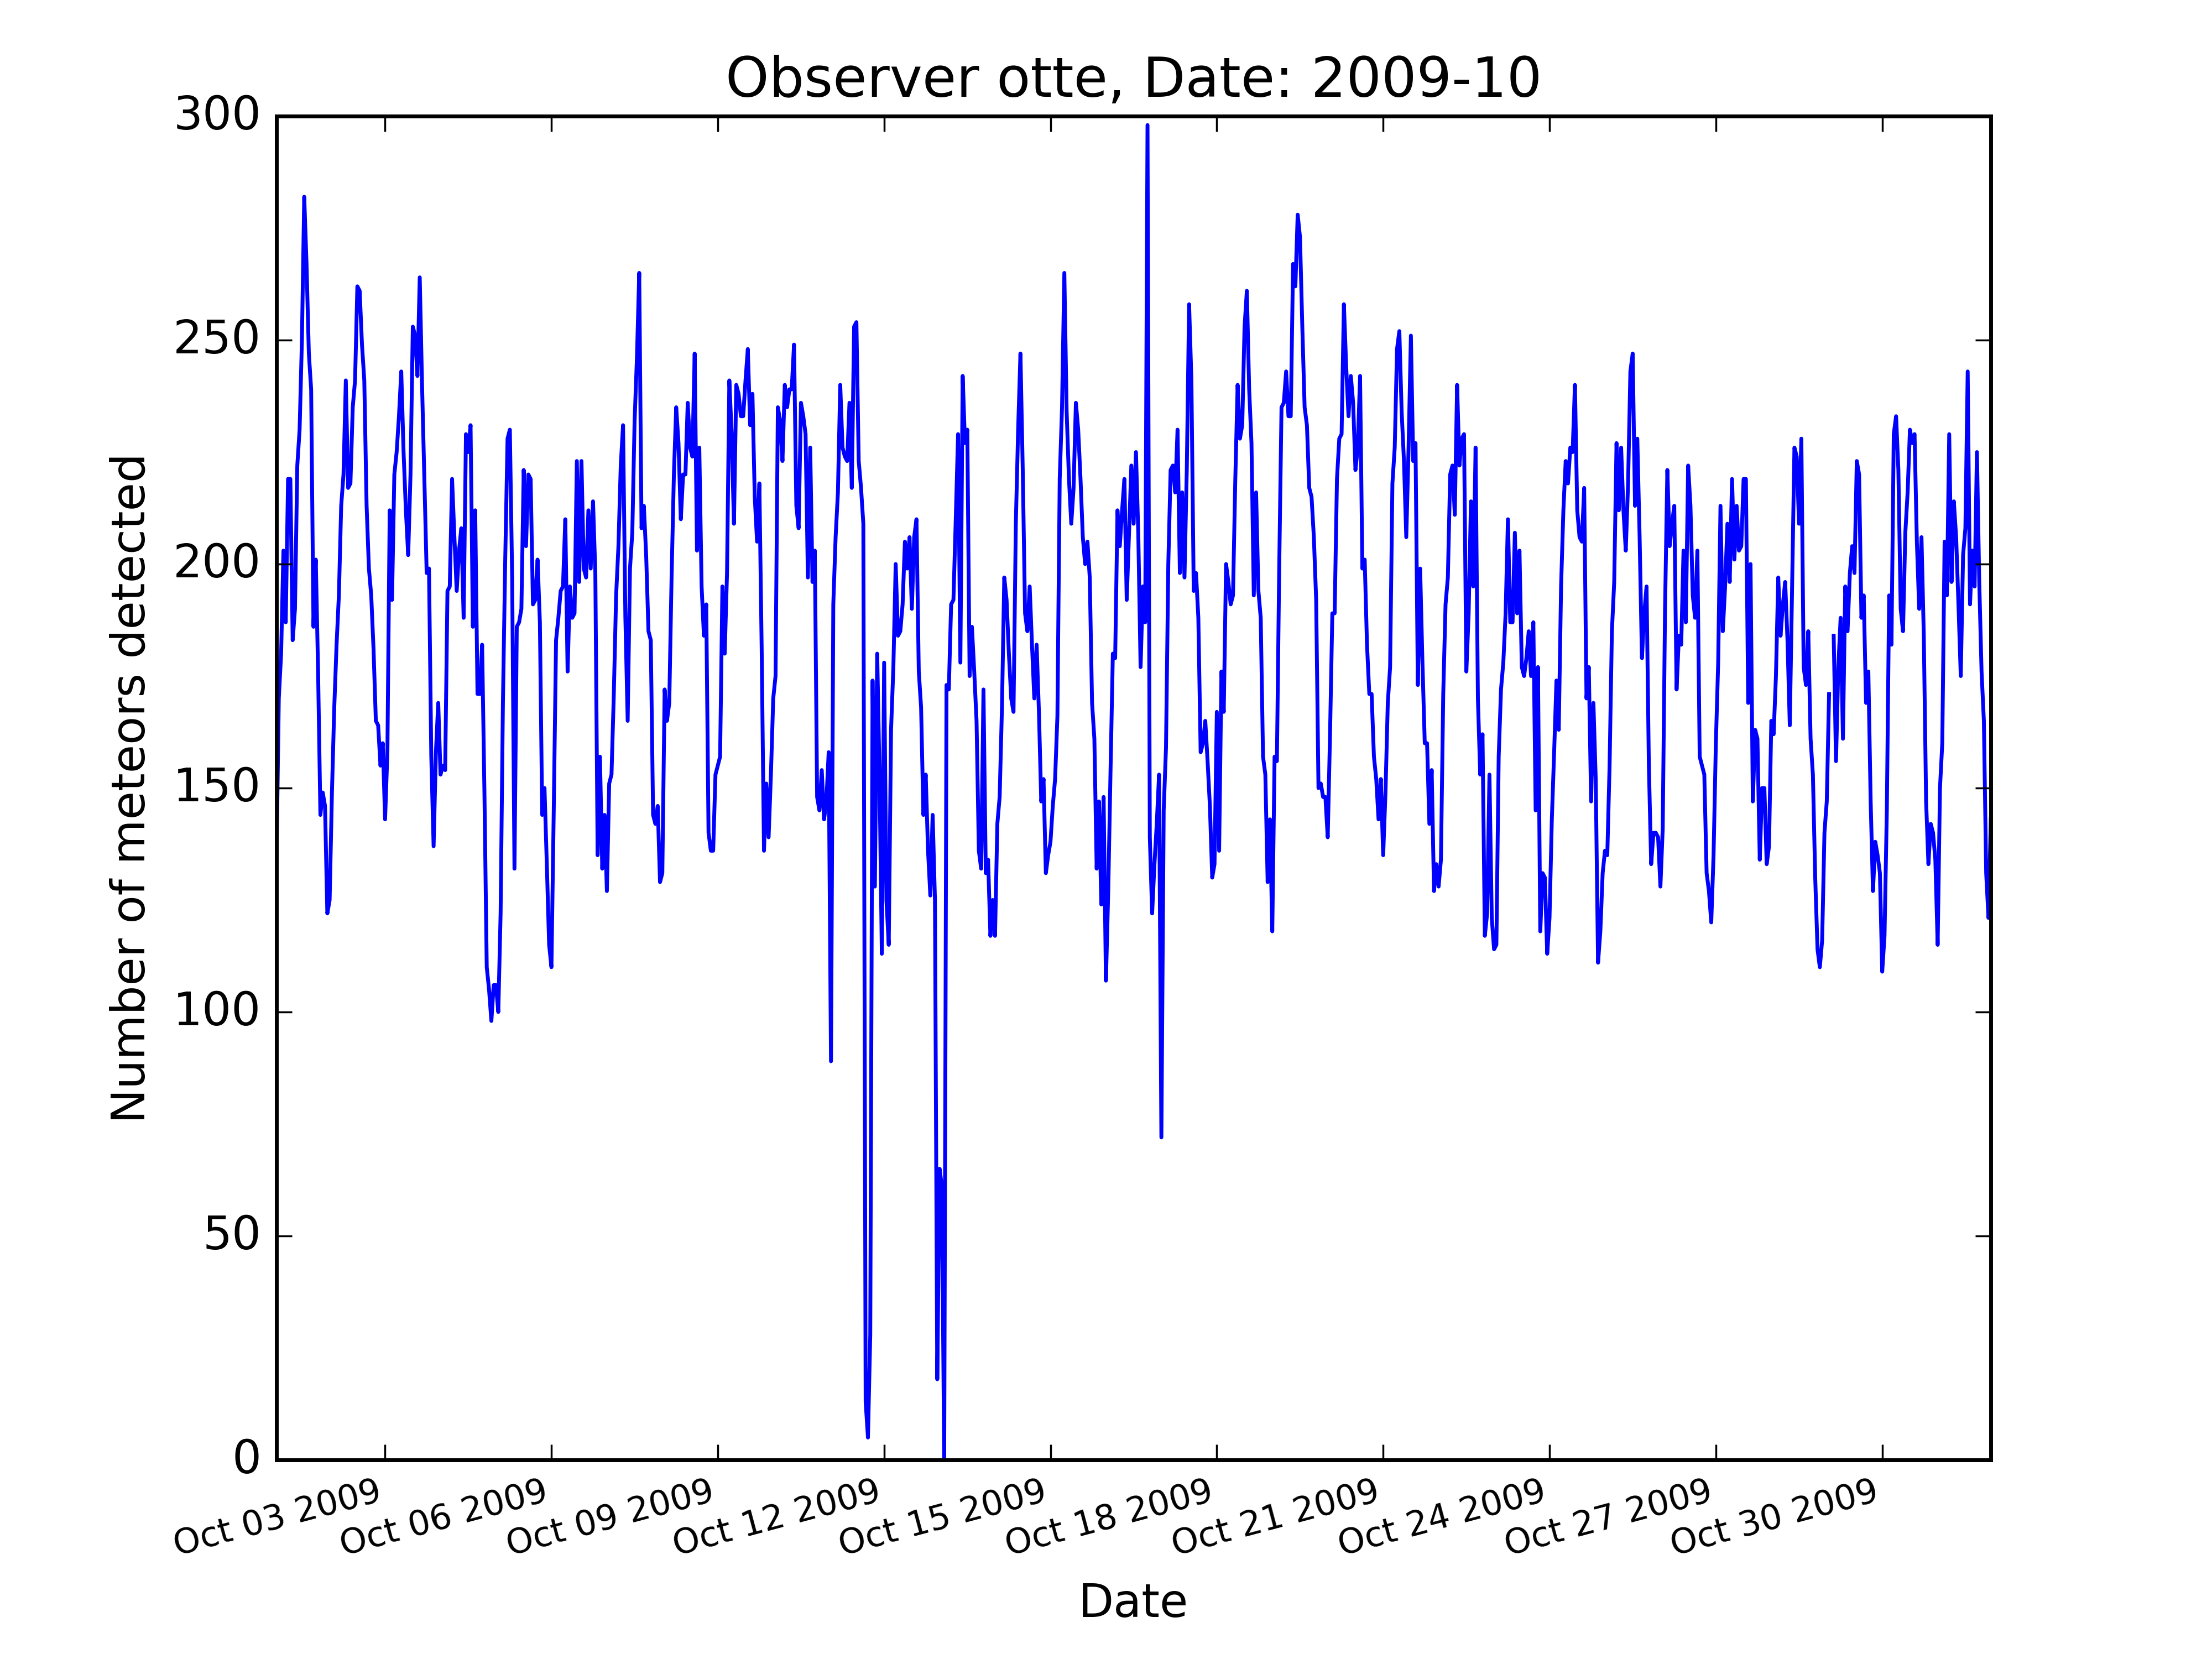 Observer otte, Date: 2009-10
300
250
200
150
100
50
0
Number of meteors detected
Oct 03 2009
Oct 06 2009
Oct 09 2009
Oct 12 2009
Oct 15 2009
Oct 18 2009
Oct 21 2009
Oct 24 2009
Oct 27 2009
Oct 30 2009
Date